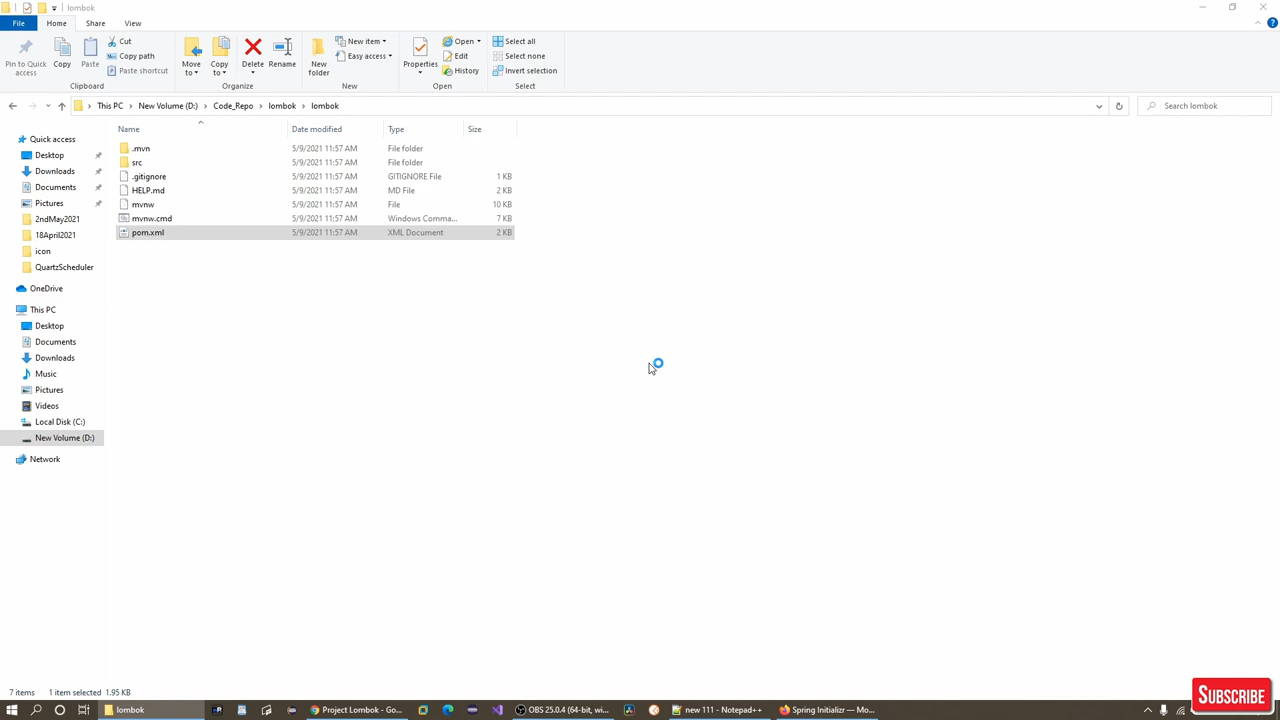 lombok
File
Home
Share
View
Pin to Quick access
Copy
Paste
Cut
Copy path
Paste shortcut
Clipboard
Move to
Copy to
Delete
Rename
Organize
New folder
New item
Easy access
New
Properties
Open
Edit
History
Open
Select all
Select none
Invert selection
Select
This PC > New Volume (D:) > Code_Repo > lombok > lombok
Search lombok
Name Date modified Type Size
.mvn 5/9/2021 11:57 AM File folder
src 5/9/2021 11:57 AM File folder
.gitignore 5/9/2021 11:57 AM GITIGNORE File 1 KB
HELP.md 5/9/2021 11:57 AM MD File 2 KB
mvnw 5/9/2021 11:57 AM File 10 KB
mvnw.cmd 5/9/2021 11:57 AM Windows Comma... 7 KB
pom.xml 5/9/2021 11:57 AM XML Document 2 KB
Quick access
Desktop
Downloads
Documents
Pictures
2ndMay2021
18April2021
icon
QuartzScheduler
OneDrive
This PC
Desktop
Documents
Downloads
Music
Pictures
Videos
Local Disk (C:)
New Volume (D:)
Network
7 items 1 item selected 1.95 KB
SUBSCRIBE
lombok
Project Lombok - Go...
OBS 25.0.4 (64-bit, wi...
new 111 - Notepad++
Spring Initializr — Mo...